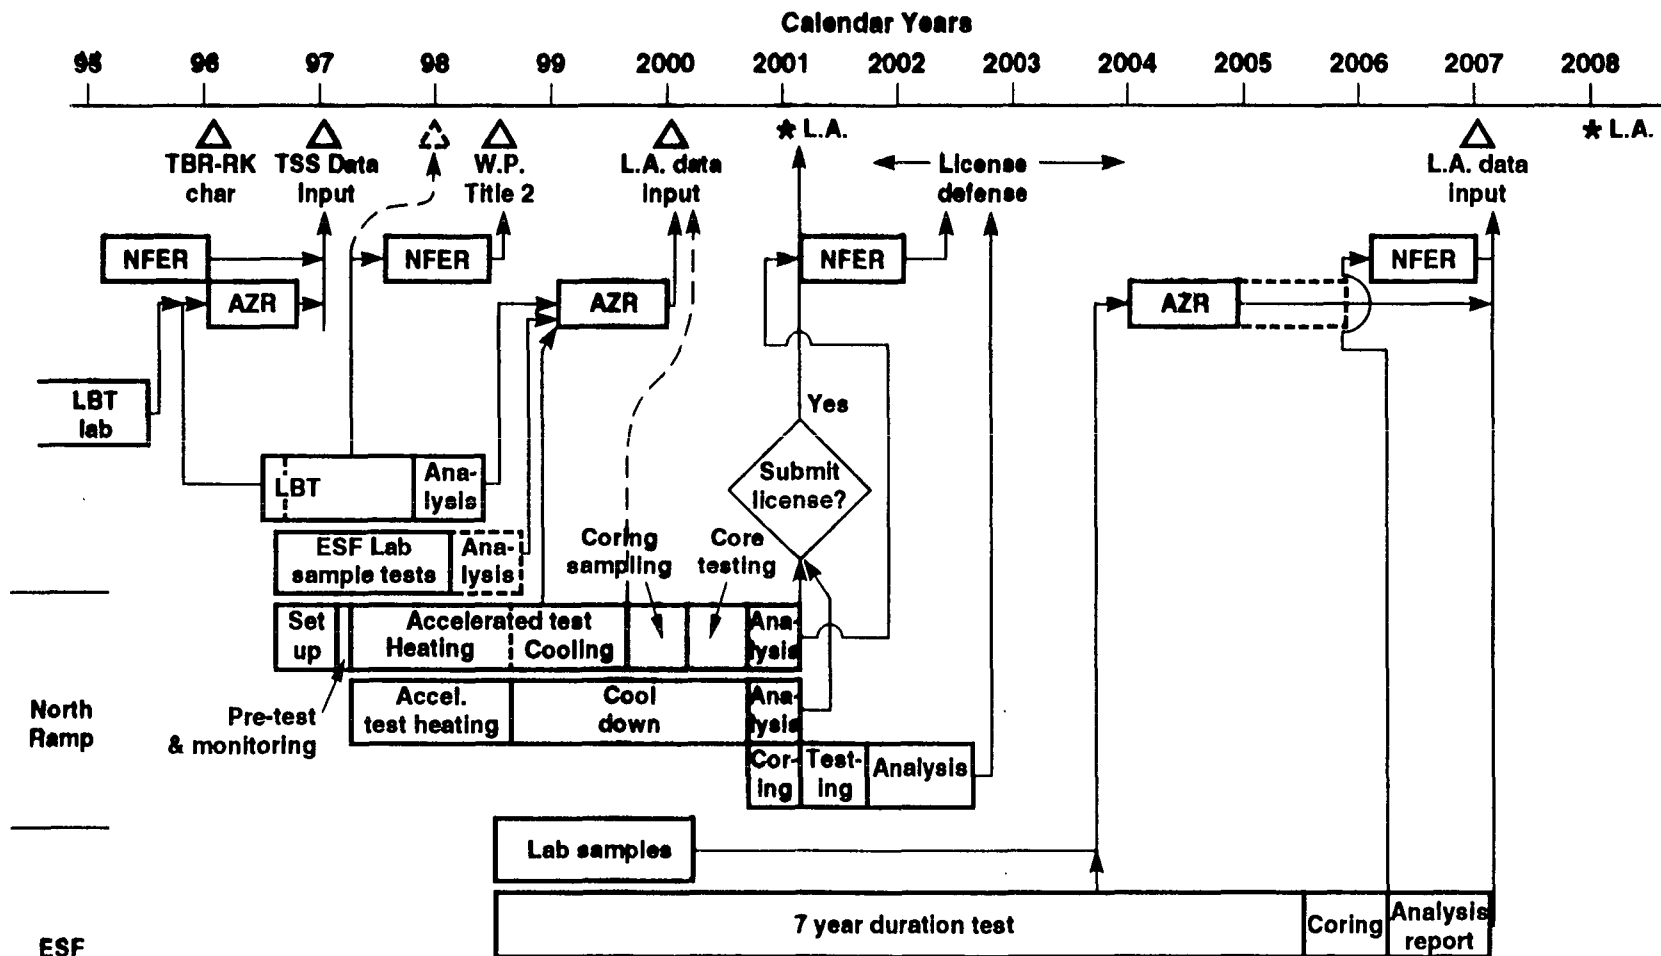 Calendar Years
95 96 97 98 99 2000 2001 2002 2003 2004 2005 2006 2007 2008
TBR-RK
char
TSS Data
Input
W.P.
Title 2
L.A. data
Input
* L.A.
License
defense
L.A. data
input
* L.A.
NFER
NFER
NFER
NFER
AZR
AZR
AZR
LBT
lab
Yes
Submit
license?
LBT
Ana-
lysis
ESF Lab
sample tests
Ana-
lysis
Coring
sampling
Core
testing
Set
up
Accelerated test
Heating
Cooling
Ana-
lysis
North
Ramp
Pre-test
& monitoring
Accel.
test heating
Cool
down
Ana-
lysis
Cor-
ing
Test-
ing
Analysis
Lab samples
ESF
7 year duration test
Coring
Analysis
report